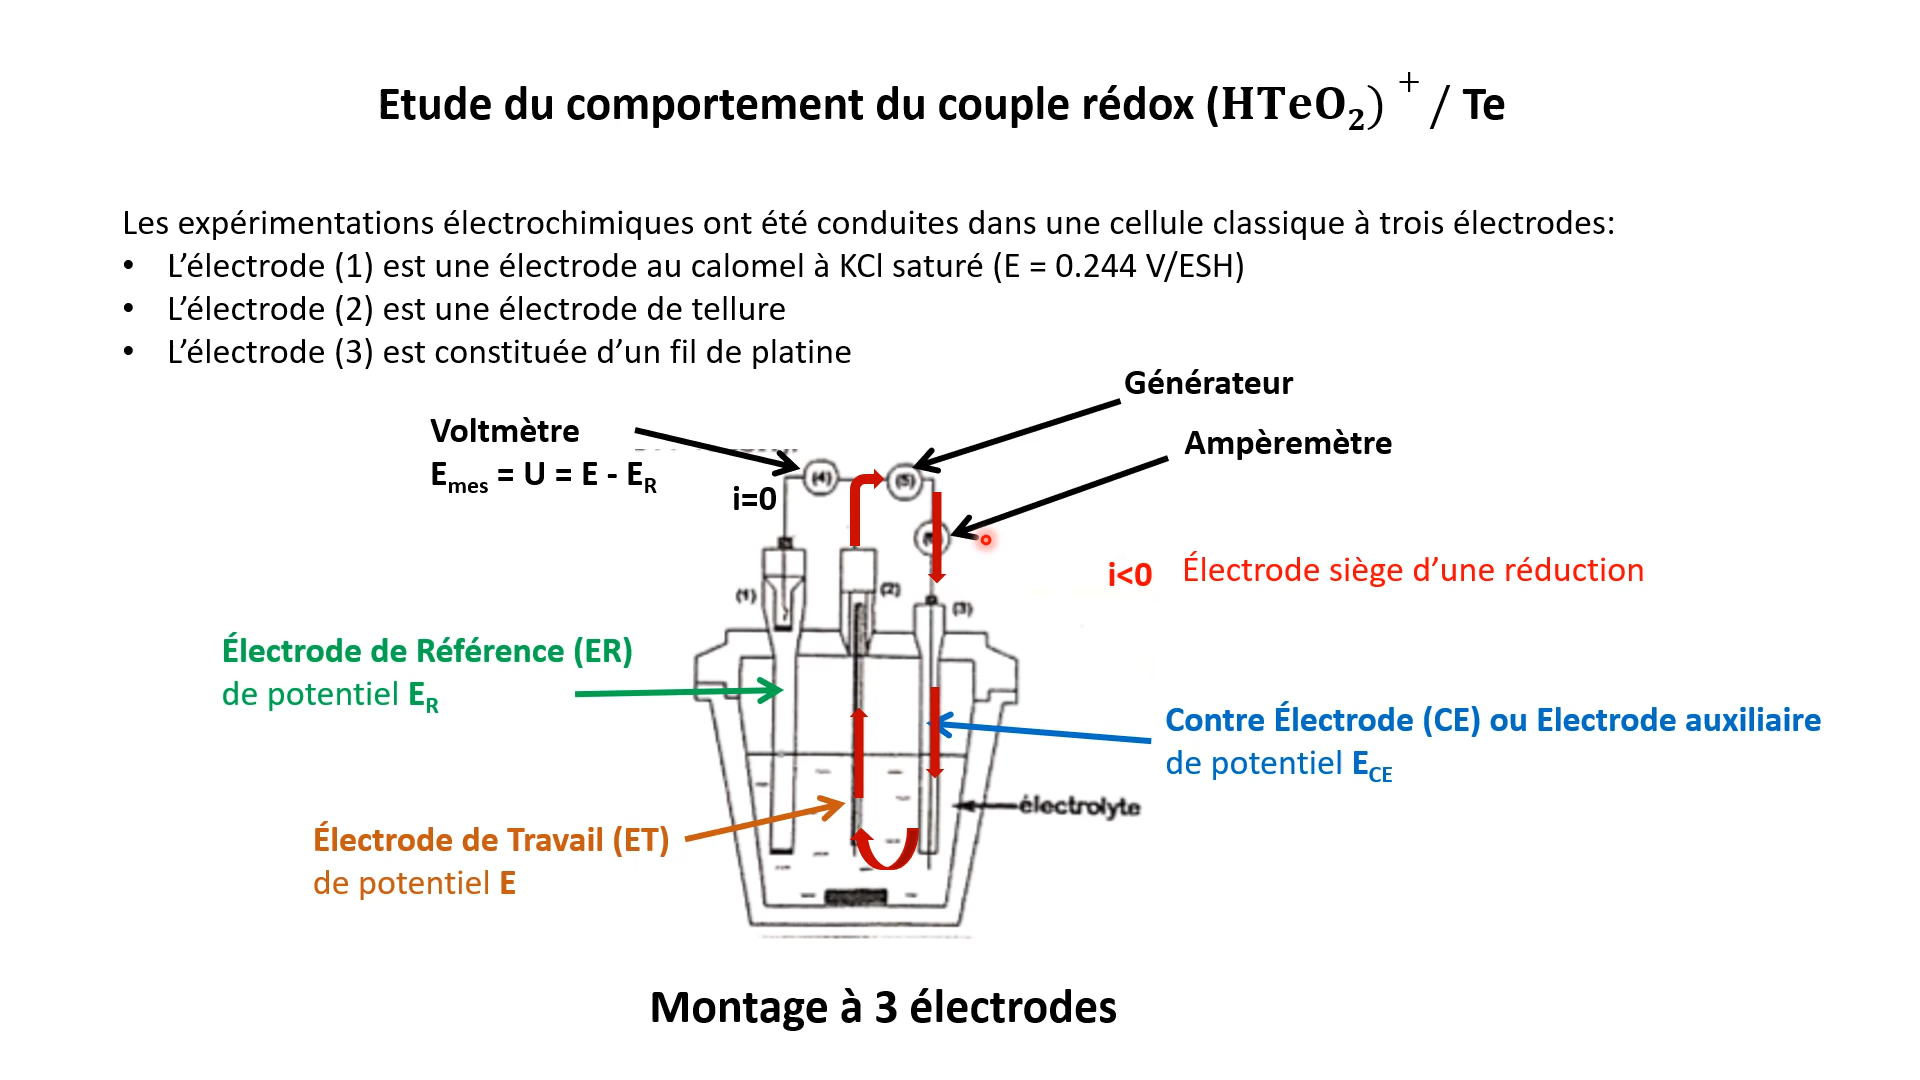 Etude du comportement du couple rédox (HTeO₂)⁺ / Te
Les expérimentations électrochimiques ont été conduites dans une cellule classique à trois électrodes:
• L’électrode (1) est une électrode au calomel à KCl saturé (E = 0.244 V/ESH)
• L’électrode (2) est une électrode de tellure
• L’électrode (3) est constituée d’un fil de platine
Générateur
Voltmètre
Ampèremètre
E_mes = U = E - E_R
(4)
(5)
i=0
i<0 Électrode siège d’une réduction
(1)
(2)
(3)
Électrode de Référence (ER)
de potentiel E_R
Contre Électrode (CE) ou Electrode auxiliaire
de potentiel E_CE
électrolyte
Électrode de Travail (ET)
de potentiel E
Montage à 3 électrodes